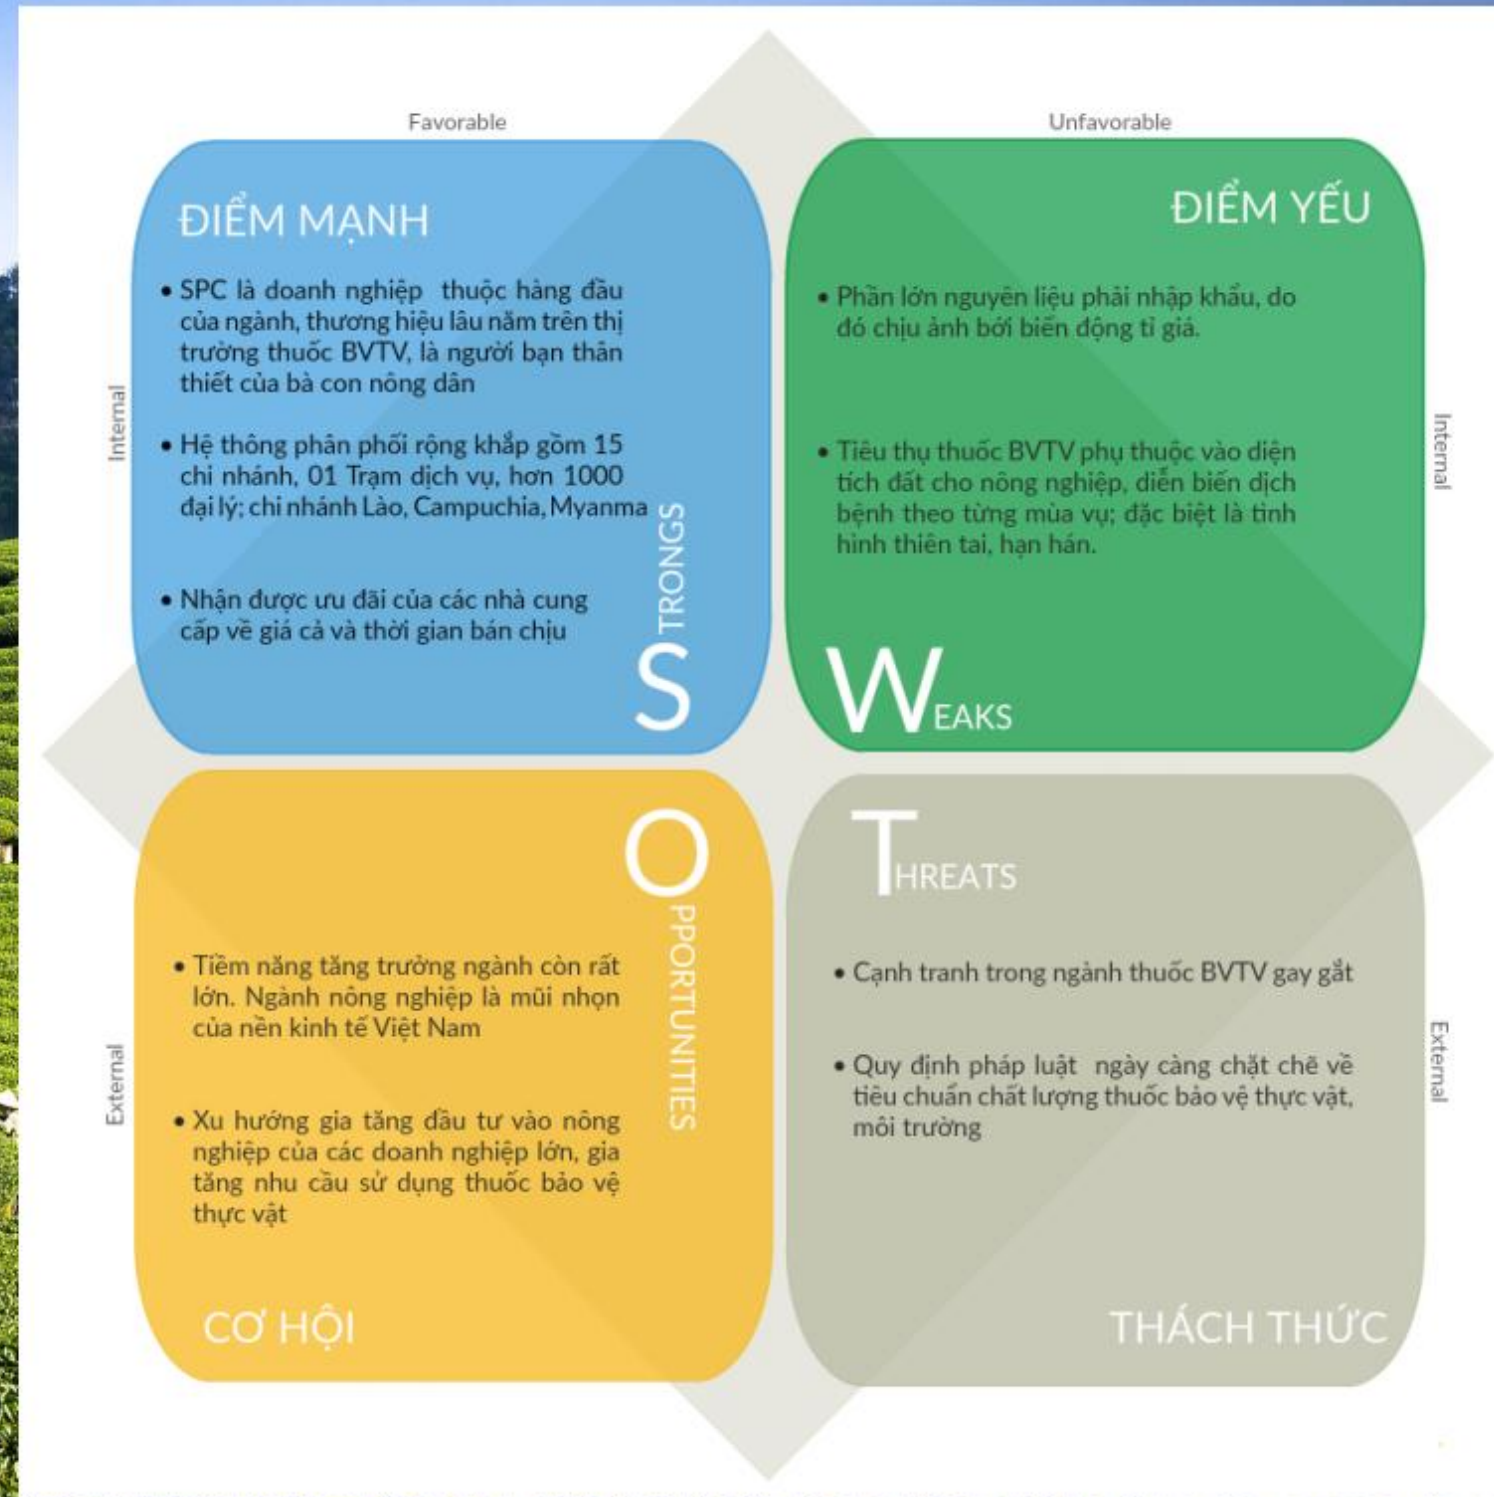 Favorable
Unfavorable
Internal
ĐIỂM MẠNH
• SPC là doanh nghiệp thuộc hàng đầu
của ngành, thương hiệu lâu năm trên thị
trường thuốc BVTV, là người bạn thân
thiết của bà con nông dân
• Hệ thông phân phối rộng khắp gồm 15
chi nhánh, 01 Trạm dịch vụ, hơn 1000
đại lý; chi nhánh Lào, Campuchia, Myanma
• Nhận được ưu đãi của các nhà cung
cấp về giá cả và thời gian bán chịu
STRONGS
ĐIỂM YẾU
• Phần lớn nguyên liệu phải nhập khẩu, do
đó chịu ảnh bởi biến động tỉ giá.
• Tiêu thụ thuốc BVTV phụ thuộc vào diện
tích đất cho nông nghiệp, diễn biến dịch
bệnh theo từng mùa vụ; đặc biệt là tình
hình thiên tai, hạn hán.
WEAKS
Internal
External
OPPORTUNITIES
• Tiềm năng tăng trưởng ngành còn rất
lớn. Ngành nông nghiệp là mũi nhọn
của nền kinh tế Việt Nam
• Xu hướng gia tăng đầu tư vào nông
nghiệp của các doanh nghiệp lớn, gia
tăng nhu cầu sử dụng thuốc bảo vệ
thực vật
CƠ HỘI
THREATS
• Cạnh tranh trong ngành thuốc BVTV gay gắt
• Quy định pháp luật ngày càng chặt chẽ về
tiêu chuẩn chất lượng thuốc bảo vệ thực vật,
môi trường
THÁCH THỨC
External